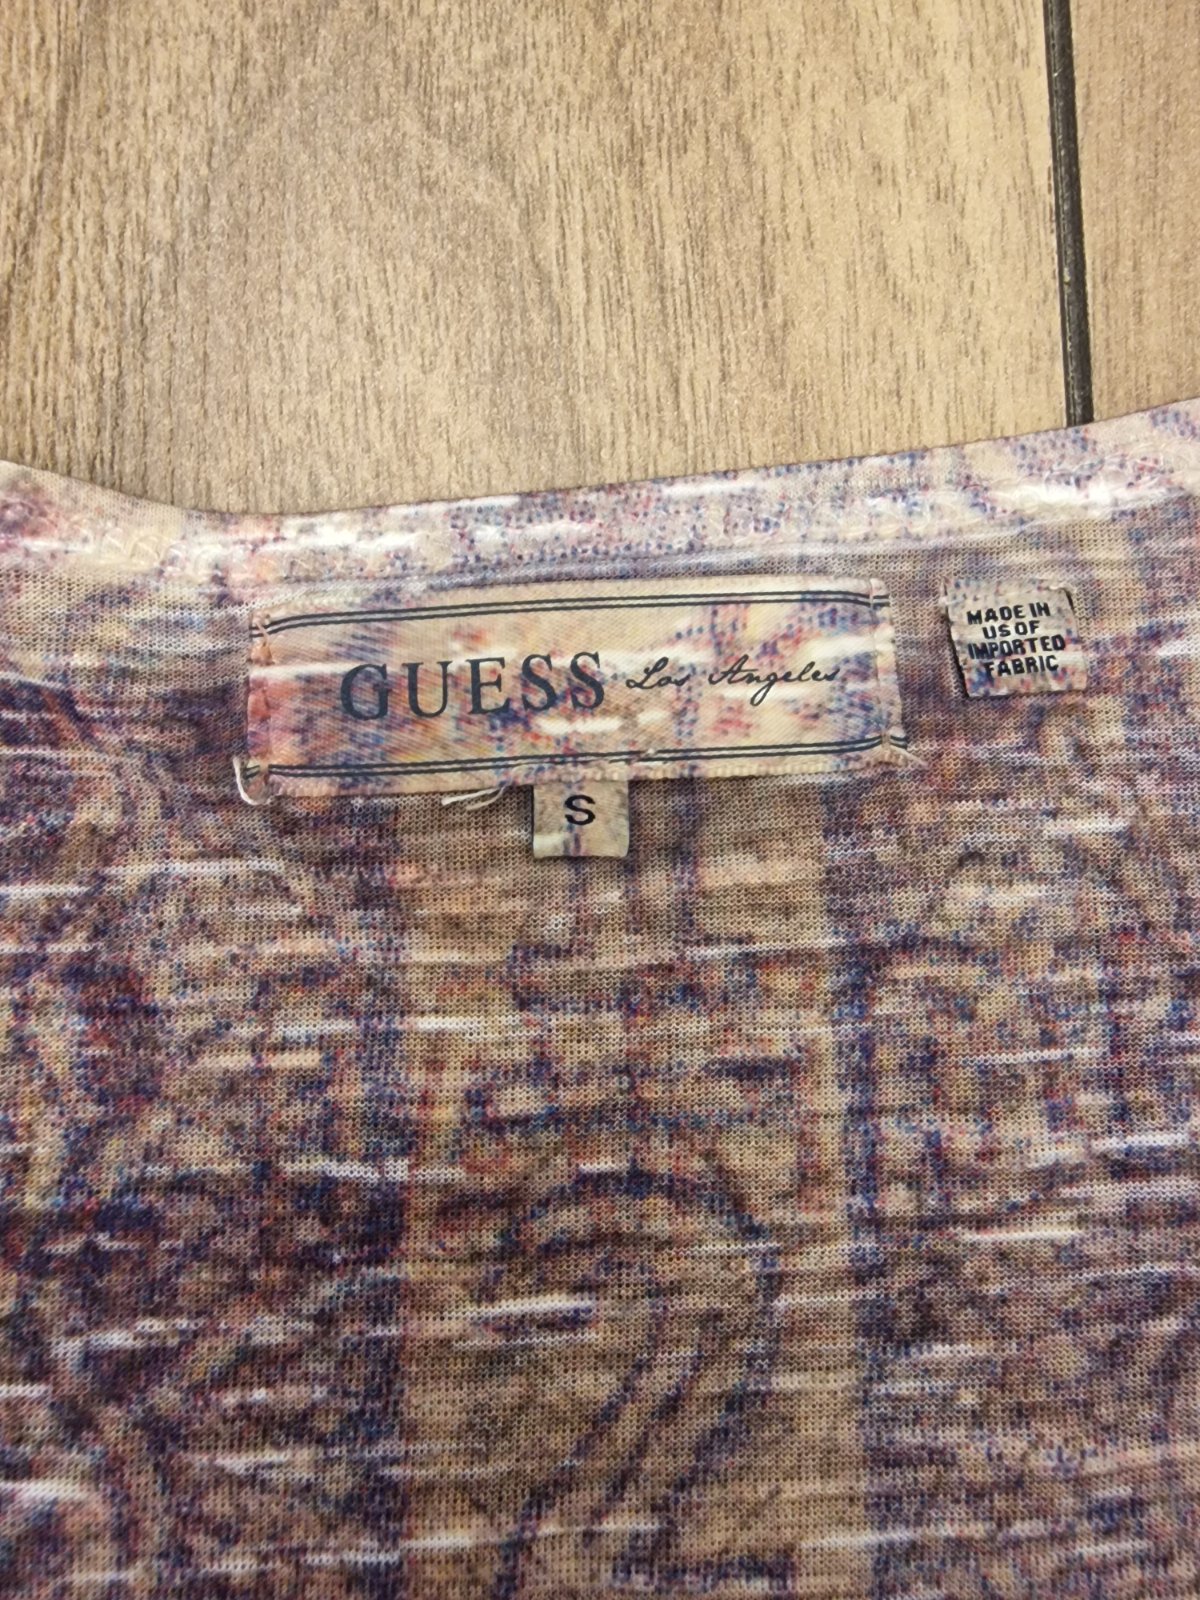 GUESS Los Angeles
S
MADE IN
US OF
IMPORTED
FABRIC